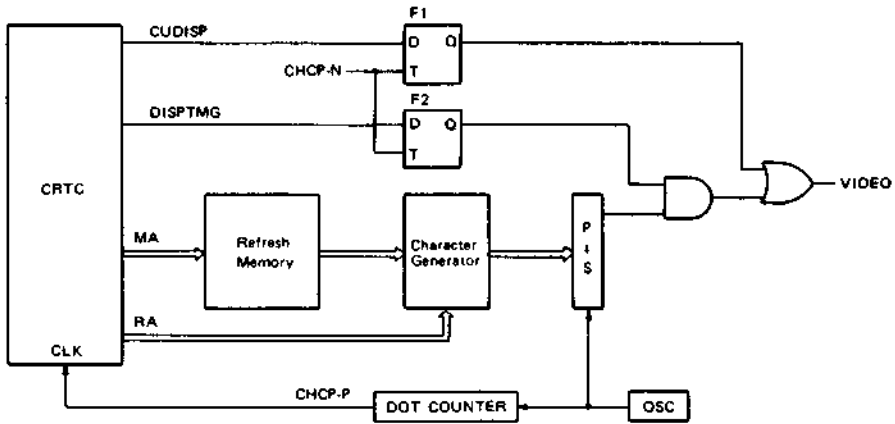 F1
CUDISP
D Q
CHCP-N
T
F2
DISPTMG
D Q
T
CRTC
VIDEO
MA
Refresh
Memory
Character
Generator
P
↓
S
RA
CLK
CHCP-P
DOT COUNTER
OSC